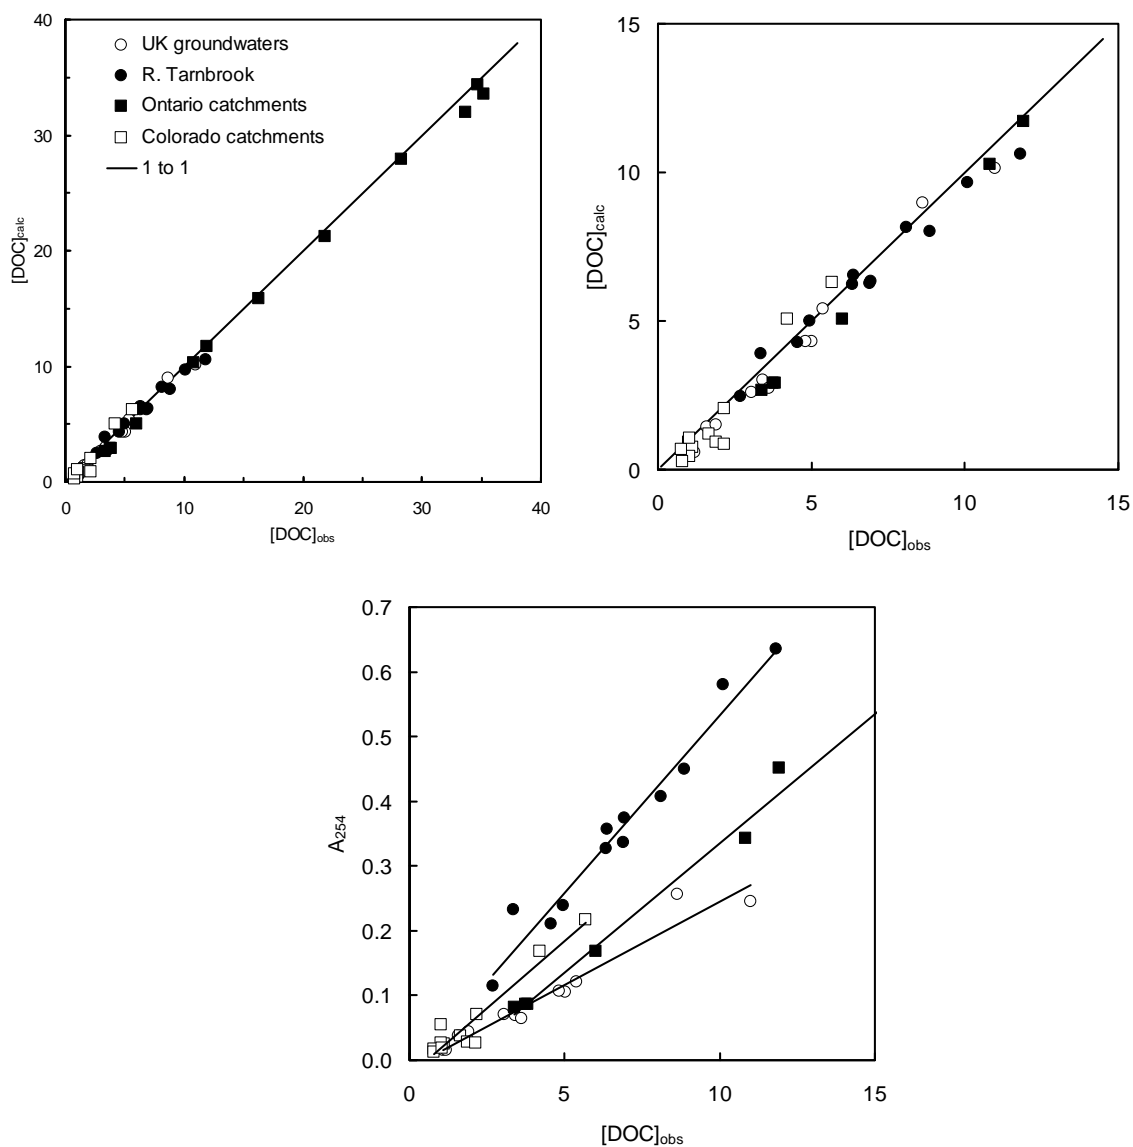 40
30
20
10
0
0 10 20 30 40
[DOC]calc
[DOC]obs
UK groundwaters
R. Tarnbrook
Ontario catchments
Colorado catchments
1 to 1
15
10
5
0
0 5 10 15
[DOC]calc
[DOC]obs
0.7
0.6
0.5
0.4
0.3
0.2
0.1
0.0
0 5 10 15
A254
[DOC]obs